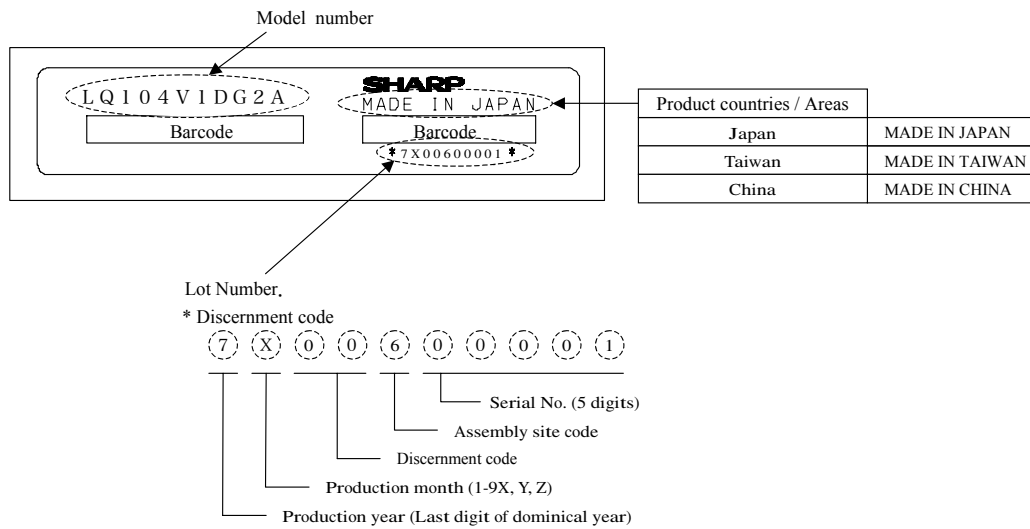 Model number
LQ104V1DG2A
SHARP
MADE IN JAPAN
Barcode
Barcode
*7X00600001*
Product countries / Areas
Japan MADE IN JAPAN
Taiwan MADE IN TAIWAN
China MADE IN CHINA
Lot Number.
* Discernment code
7 X 0 0 6 0 0 0 0 1
Serial No. (5 digits)
Assembly site code
Discernment code
Production month (1-9X, Y, Z)
Production year (Last digit of dominical year)